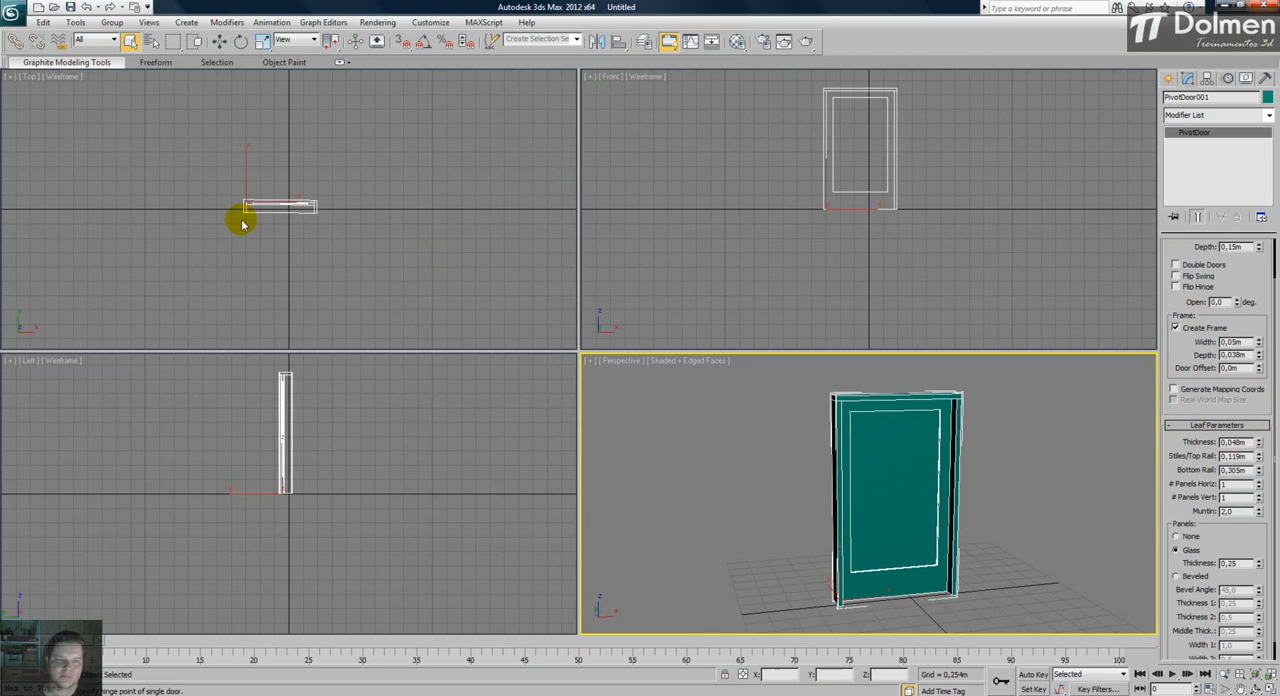 Autodesk 3ds Max 2012 x64    Untitled
Type a keyword or phrase
Dolmen
Treinamentos 3d
Edit Tools Group Views Create Modifiers Animation Graph Editors Rendering Customize MAXScript Help
All View Create Selection Se
Graphite Modeling Tools Freeform Selection Object Paint
[ + ] [ Top ] [ Wireframe ]
[ + ] [ Front ] [ Wireframe ]
[ + ] [ Left ] [ Wireframe ]
[ + ] [ Perspective ] [ Shaded + Edged Faces ]
PivotDoor001
Modifier List
PivotDoor
Depth: 0,15m
Double Doors
Flip Swing
Flip Hinge
Open: 0,0 deg.
Frame:
Create Frame
Width: 0,05m
Depth: 0,038m
Door Offset: 0,0m
Generate Mapping Coords
Real-World Map Size
- Leaf Parameters
Thickness: 0,048m
Stiles/Top Rail: 0,119m
Bottom Rail: 0,305m
# Panels Horiz: 1
# Panels Vert: 1
Muntin: 2,0
Panels:
None
Glass
Thickness: 0,25
Beveled
Bevel Angle: 45,0
Thickness 1: 0,25
Thickness 2: 0,5
Middle Thick.: 0,25
Width 1: 1,0
10 15 20 25 30 35 40 45 50 55 60 65 70 75 80 85 90 95 100
Object Selected
X: Y: Z: Grid = 0,254m
Auto Key Selected
hinge point of single door.
Add Time Tag
Set Key Key Filters...